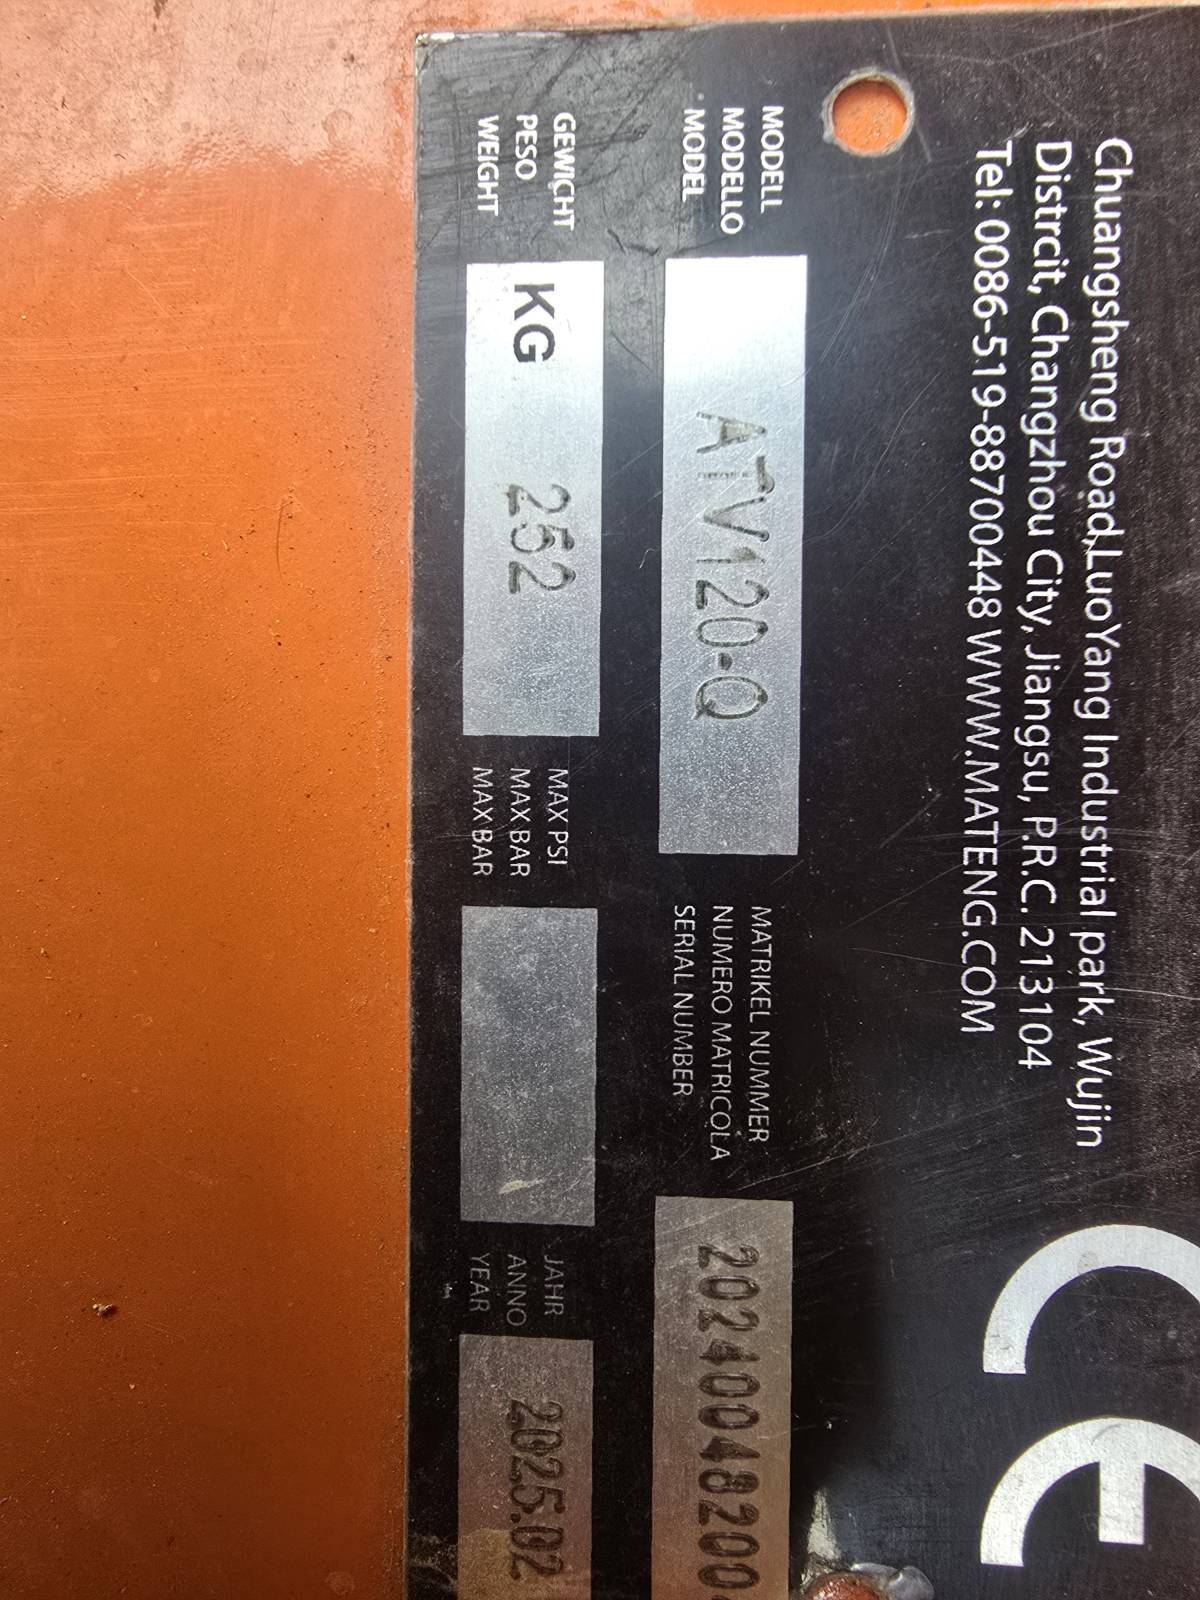 Chuangsheng Road,LuoYang Industrial park, Wujin
Distrcit, Changzhou City, Jiangsu, P.R.C. 213104
Tel: 0086-519-88700448 WWW.MATENG.COM
CE
MODELL
MODELLO
MODEL
ATV120-Q
MATRIKEL NUMMER
NUMERO MATRICOLA
SERIAL NUMBER
20240048200
GEWICHT
PESO
WEIGHT
KG 252
MAX PSI
MAX BAR
MAX BAR
JAHR
ANNO
YEAR
2025.02